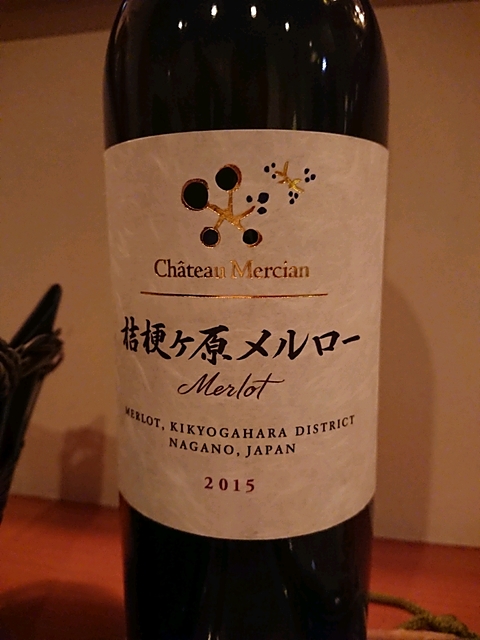 Château Mercian
桔梗ヶ原メルロー
Merlot
MERLOT, KIKYOGAHARA DISTRICT
NAGANO, JAPAN
2015